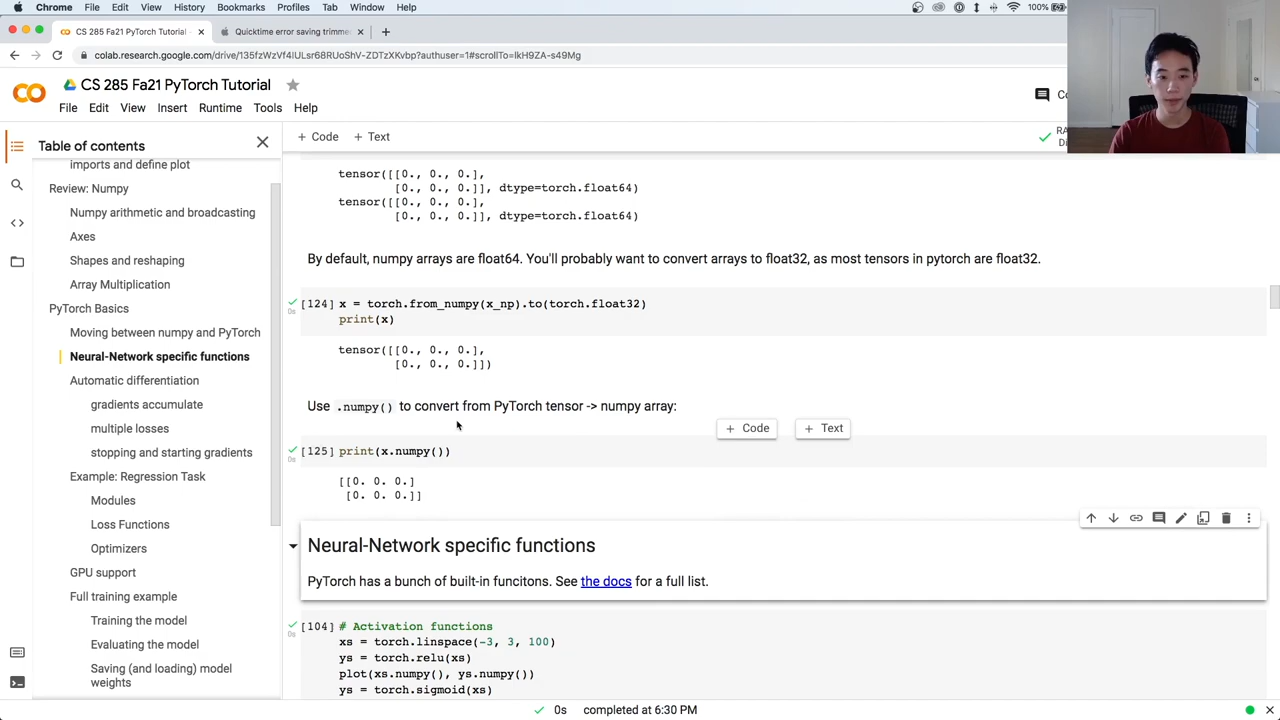 Chrome File Edit View History Bookmarks Profiles Tab Window Help 100%
CS 285 Fa21 PyTorch Tutorial - Quicktime error saving trimme
colab.research.google.com/drive/135fzWzVf4lULsr68RUoShV-ZDTzXKvbp?authuser=1#scrollTo=IkH9ZA-s49Mg
CS 285 Fa21 PyTorch Tutorial
File Edit View Insert Runtime Tools Help
+ Code + Text
Table of contents
imports and define plot
Review: Numpy
Numpy arithmetic and broadcasting
Axes
Shapes and reshaping
Array Multiplication
PyTorch Basics
Moving between numpy and PyTorch
Neural-Network specific functions
Automatic differentiation
gradients accumulate
multiple losses
stopping and starting gradients
Example: Regression Task
Modules
Loss Functions
Optimizers
GPU support
Full training example
Training the model
Evaluating the model
Saving (and loading) model
weights
tensor([[0., 0., 0.],
[0., 0., 0.]], dtype=torch.float64)
tensor([[0., 0., 0.],
[0., 0., 0.]], dtype=torch.float64)
By default, numpy arrays are float64. You'll probably want to convert arrays to float32, as most tensors in pytorch are float32.
[124] x = torch.from_numpy(x_np).to(torch.float32)
0s print(x)
tensor([[0., 0., 0.],
[0., 0., 0.]])
Use .numpy() to convert from PyTorch tensor -> numpy array:
+ Code + Text
[125] print(x.numpy())
0s
[[0. 0. 0.]
[0. 0. 0.]]
Neural-Network specific functions
PyTorch has a bunch of built-in funcitons. See the docs for a full list.
[104] # Activation functions
0s xs = torch.linspace(-3, 3, 100)
ys = torch.relu(xs)
plot(xs.numpy(), ys.numpy())
ys = torch.sigmoid(xs)
0s completed at 6:30 PM